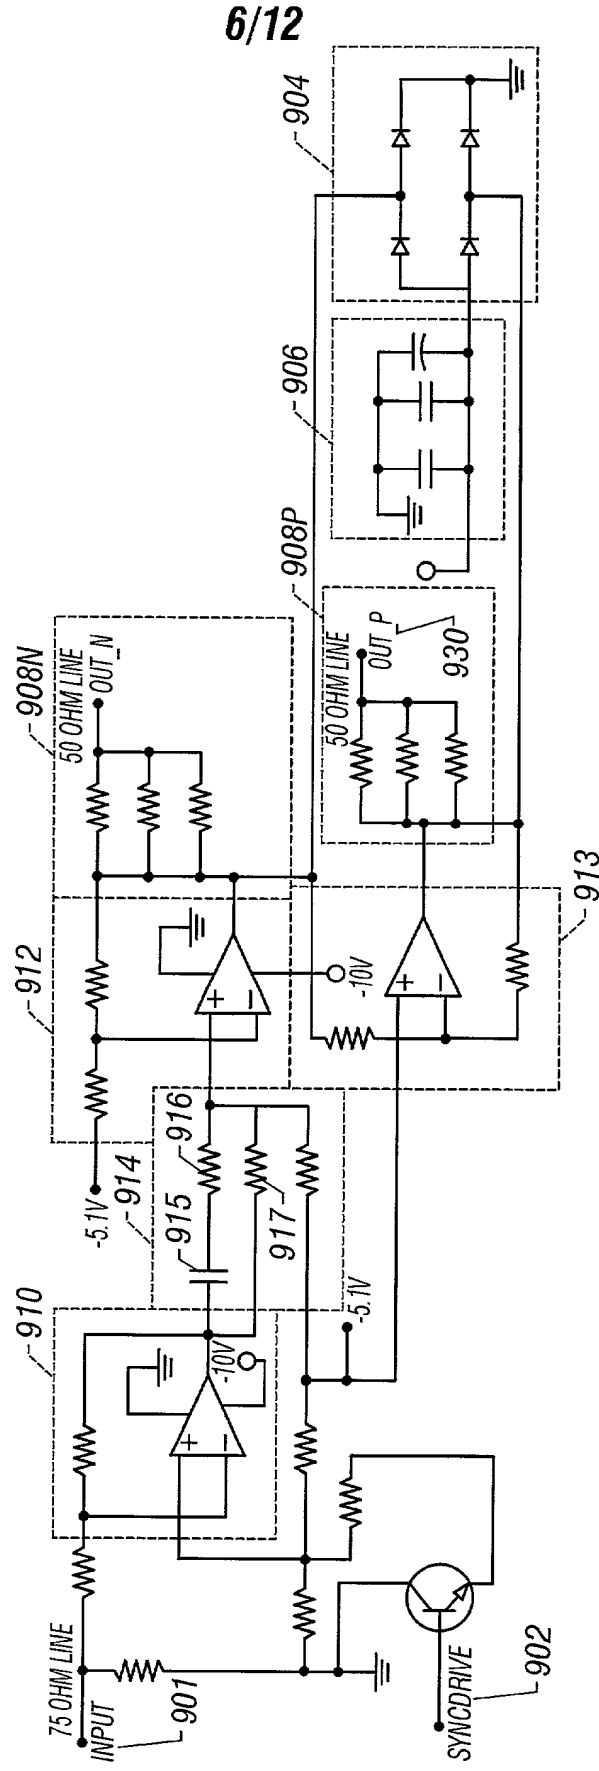 6/12
904
906
908P
908N
50 OHM LINE
OUT_N
50 OHM LINE
OUT_P
930
912
913
+
−
-10V
+
−
-5.1V
914
915
916
917
910
-5.1V
-10V
+
−
75 OHM LINE
INPUT
901
SYNCDRIVE
902